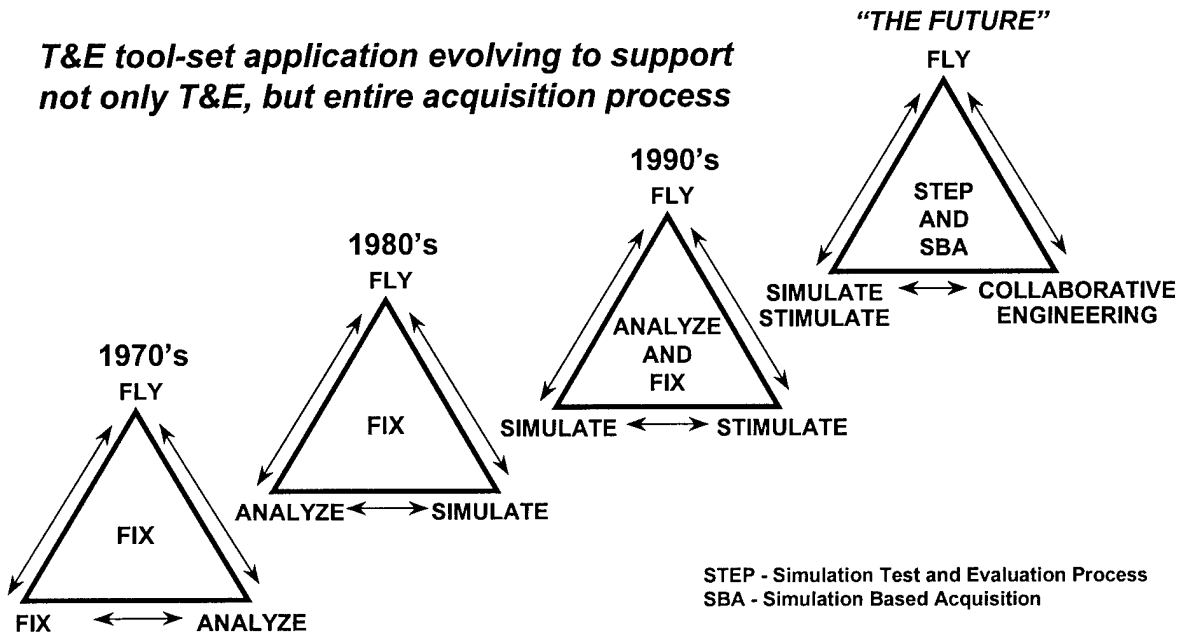 T&E tool-set application evolving to support
not only T&E, but entire acquisition process
1970's
FLY
FIX
FIX
ANALYZE
1980's
FLY
FIX
ANALYZE
SIMULATE
1990's
FLY
ANALYZE
AND
FIX
SIMULATE
STIMULATE
"THE FUTURE"
FLY
STEP
AND
SBA
SIMULATE
STIMULATE
COLLABORATIVE
ENGINEERING
STEP - Simulation Test and Evaluation Process
SBA - Simulation Based Acquisition